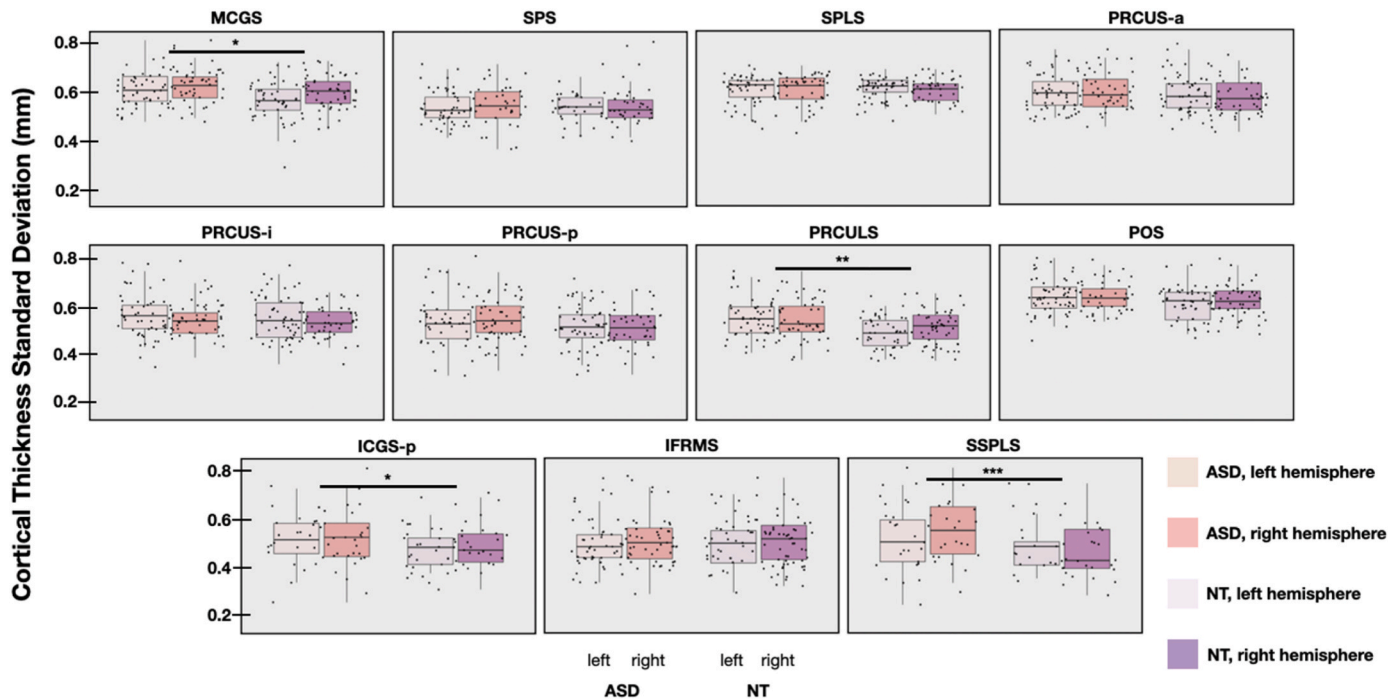 MCGS SPS SPLS PRCUS-a
Cortical Thickness Standard Deviation (mm)
0.8
*
0.6
0.4
0.2
PRCUS-i PRCUS-p PRCULS POS
0.8
**
0.6
0.4
0.2
ICGS-p IFRMS SSPLS
0.8
* ***
0.6
0.4
0.2
ASD, left hemisphere
ASD, right hemisphere
NT, left hemisphere
NT, right hemisphere
left right left right
ASD NT